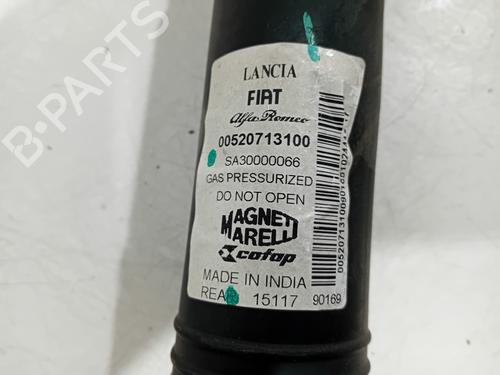 B-PARTS
LANCIA
FIAT
Alfa Romeo
00520713100
SA30000066
GAS PRESSURIZED
DO NOT OPEN
MAGNETI
MARELLI
cofap
MADE IN INDIA
REAR 15117 90169